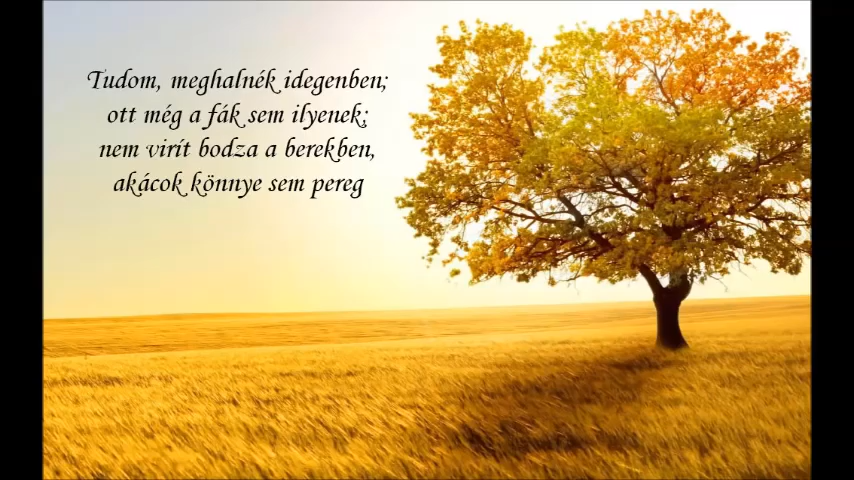 Tudom, meghalnék idegenben;
ott még a fák sem ilyenek;
nem virít bodza a berekben,
akácok könnye sem pereg